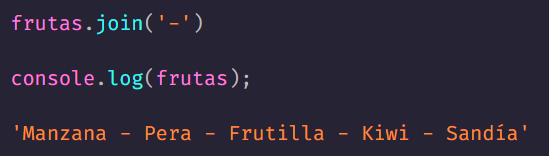 frutas.join('-')
console.log(frutas);
'Manzana - Pera - Frutilla - Kiwi - Sandía'